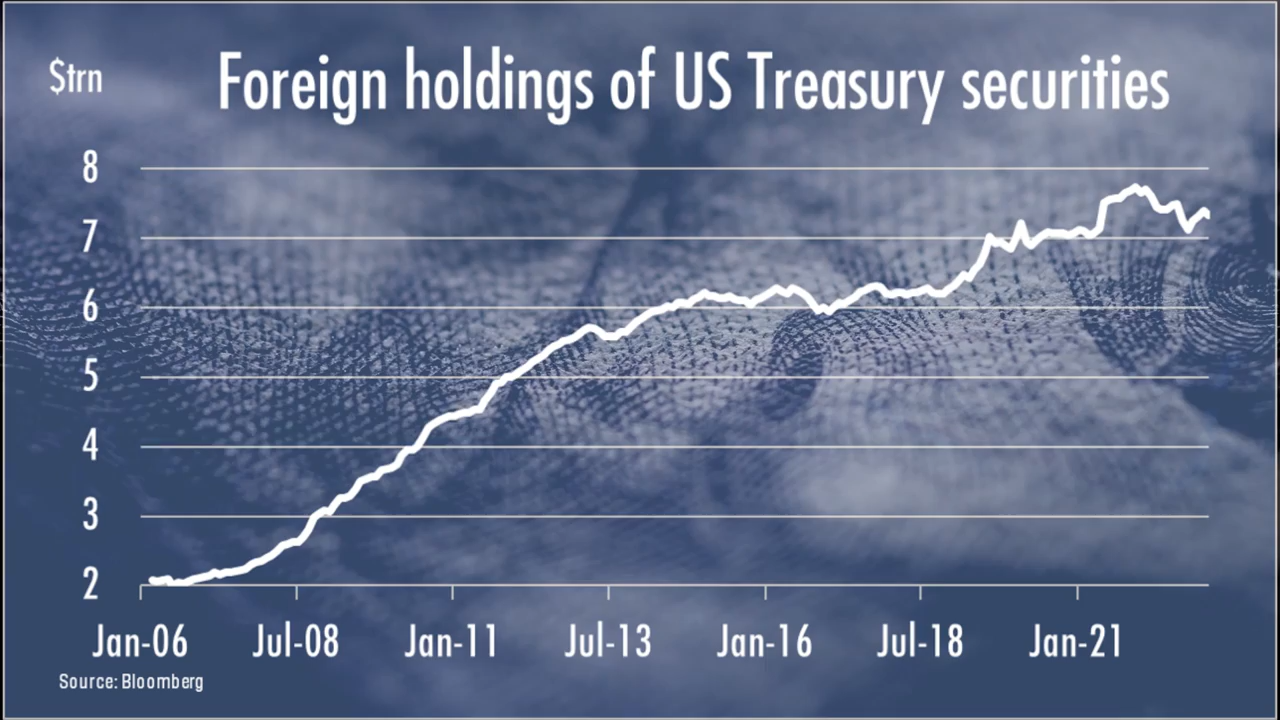 $trn
Foreign holdings of US Treasury securities
8
7
6
5
4
3
2
Jan-06 Jul-08 Jan-11 Jul-13 Jan-16 Jul-18 Jan-21
Source: Bloomberg